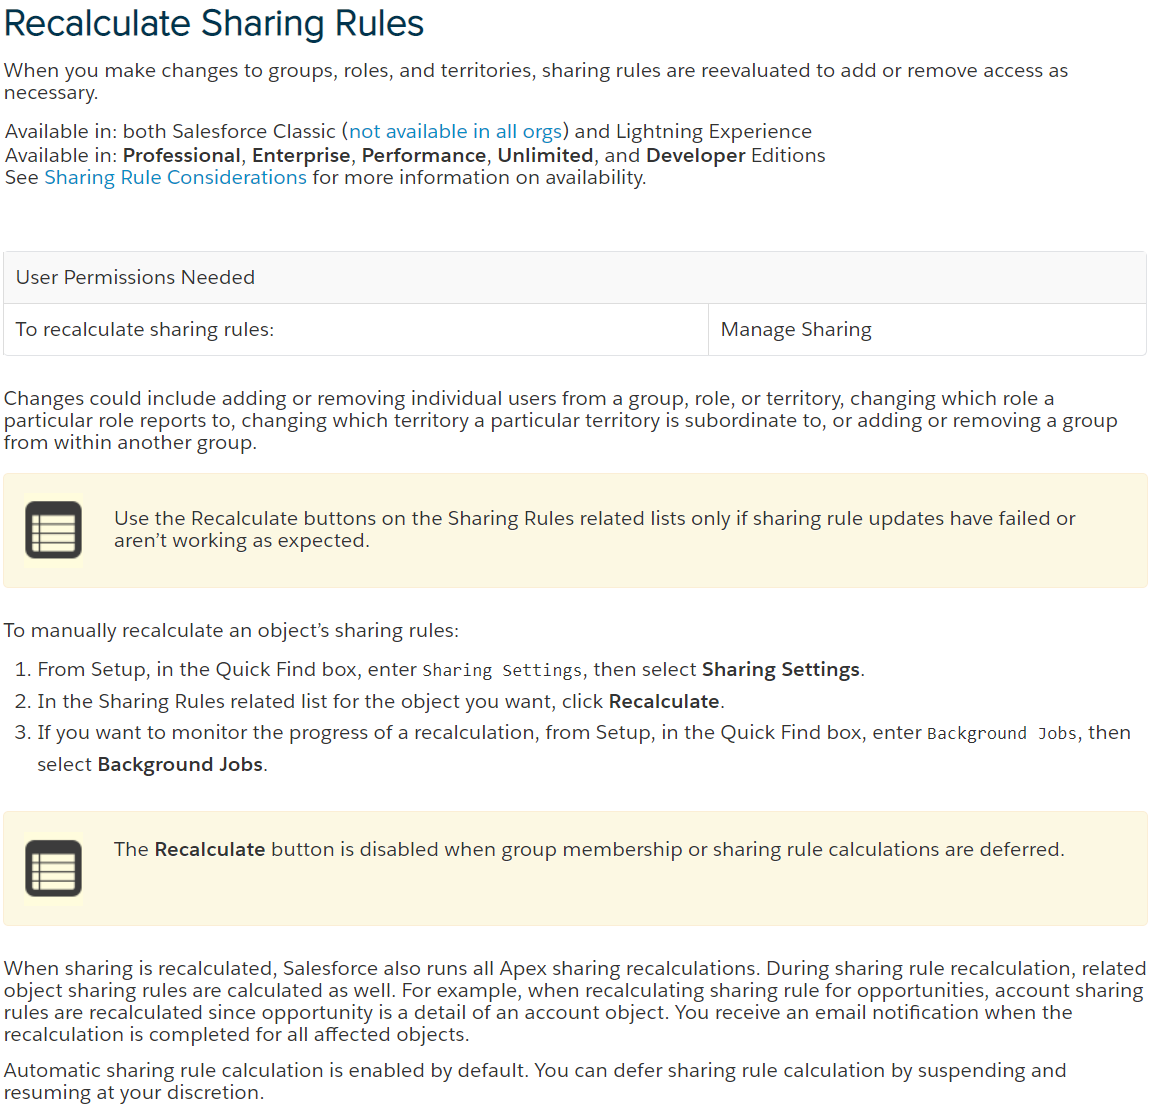 Recalculate Sharing Rules
When you make changes to groups, roles, and territories, sharing rules are reevaluated to add or remove access as
necessary.
Available in: both Salesforce Classic (not available in all orgs) and Lightning Experience
Available in: Professional, Enterprise, Performance, Unlimited, and Developer Editions
See Sharing Rule Considerations for more information on availability.
User Permissions Needed
To recalculate sharing rules:
Manage Sharing
Changes could include adding or removing individual users from a group, role, or territory, changing which role a
particular role reports to, changing which territory a particular territory is subordinate to, or adding or removing a group
from within another group.
Use the Recalculate buttons on the Sharing Rules related lists only if sharing rule updates have failed or
aren’t working as expected.
To manually recalculate an object’s sharing rules:
1. From Setup, in the Quick Find box, enter Sharing Settings, then select Sharing Settings.
2. In the Sharing Rules related list for the object you want, click Recalculate.
3. If you want to monitor the progress of a recalculation, from Setup, in the Quick Find box, enter Background Jobs, then
select Background Jobs.
The Recalculate button is disabled when group membership or sharing rule calculations are deferred.
When sharing is recalculated, Salesforce also runs all Apex sharing recalculations. During sharing rule recalculation, related
object sharing rules are calculated as well. For example, when recalculating sharing rule for opportunities, account sharing
rules are recalculated since opportunity is a detail of an account object. You receive an email notification when the
recalculation is completed for all affected objects.
Automatic sharing rule calculation is enabled by default. You can defer sharing rule calculation by suspending and
resuming at your discretion.